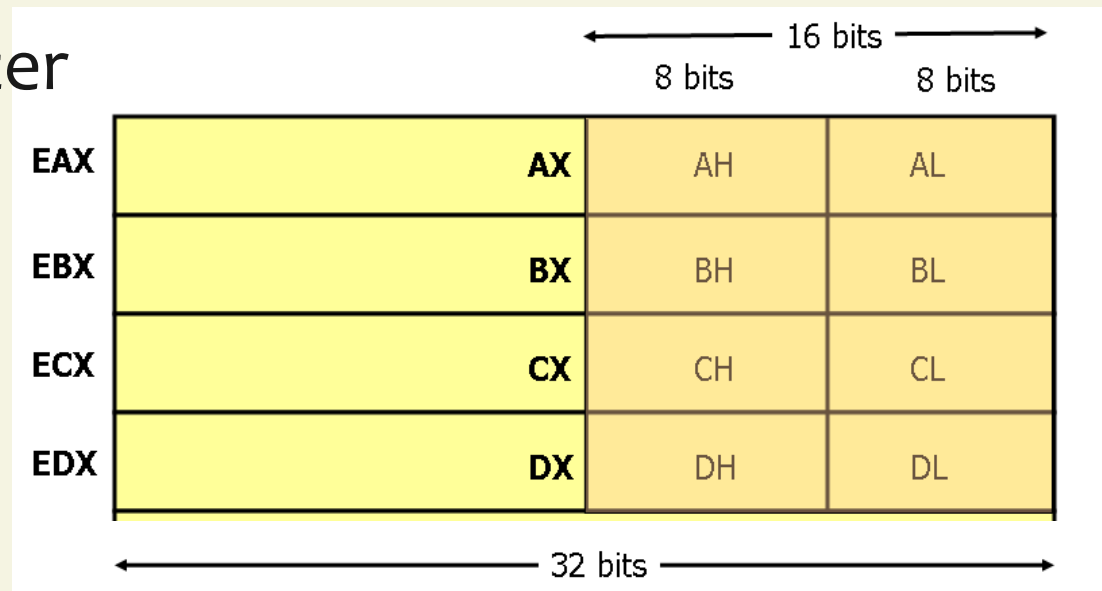 16 bits
8 bits 8 bits
EAX AX AH AL
EBX BX BH BL
ECX CX CH CL
EDX DX DH DL
32 bits